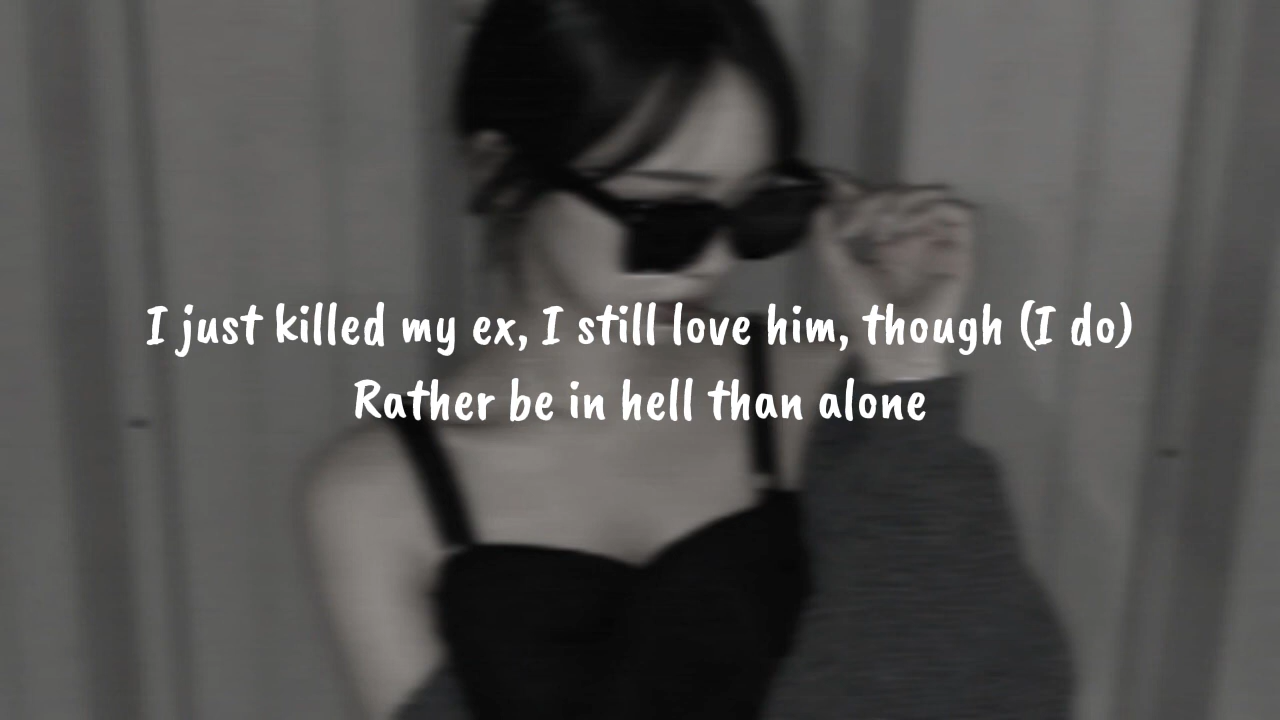 I just killed my ex, I still love him, though (I do)
Rather be in hell than alone